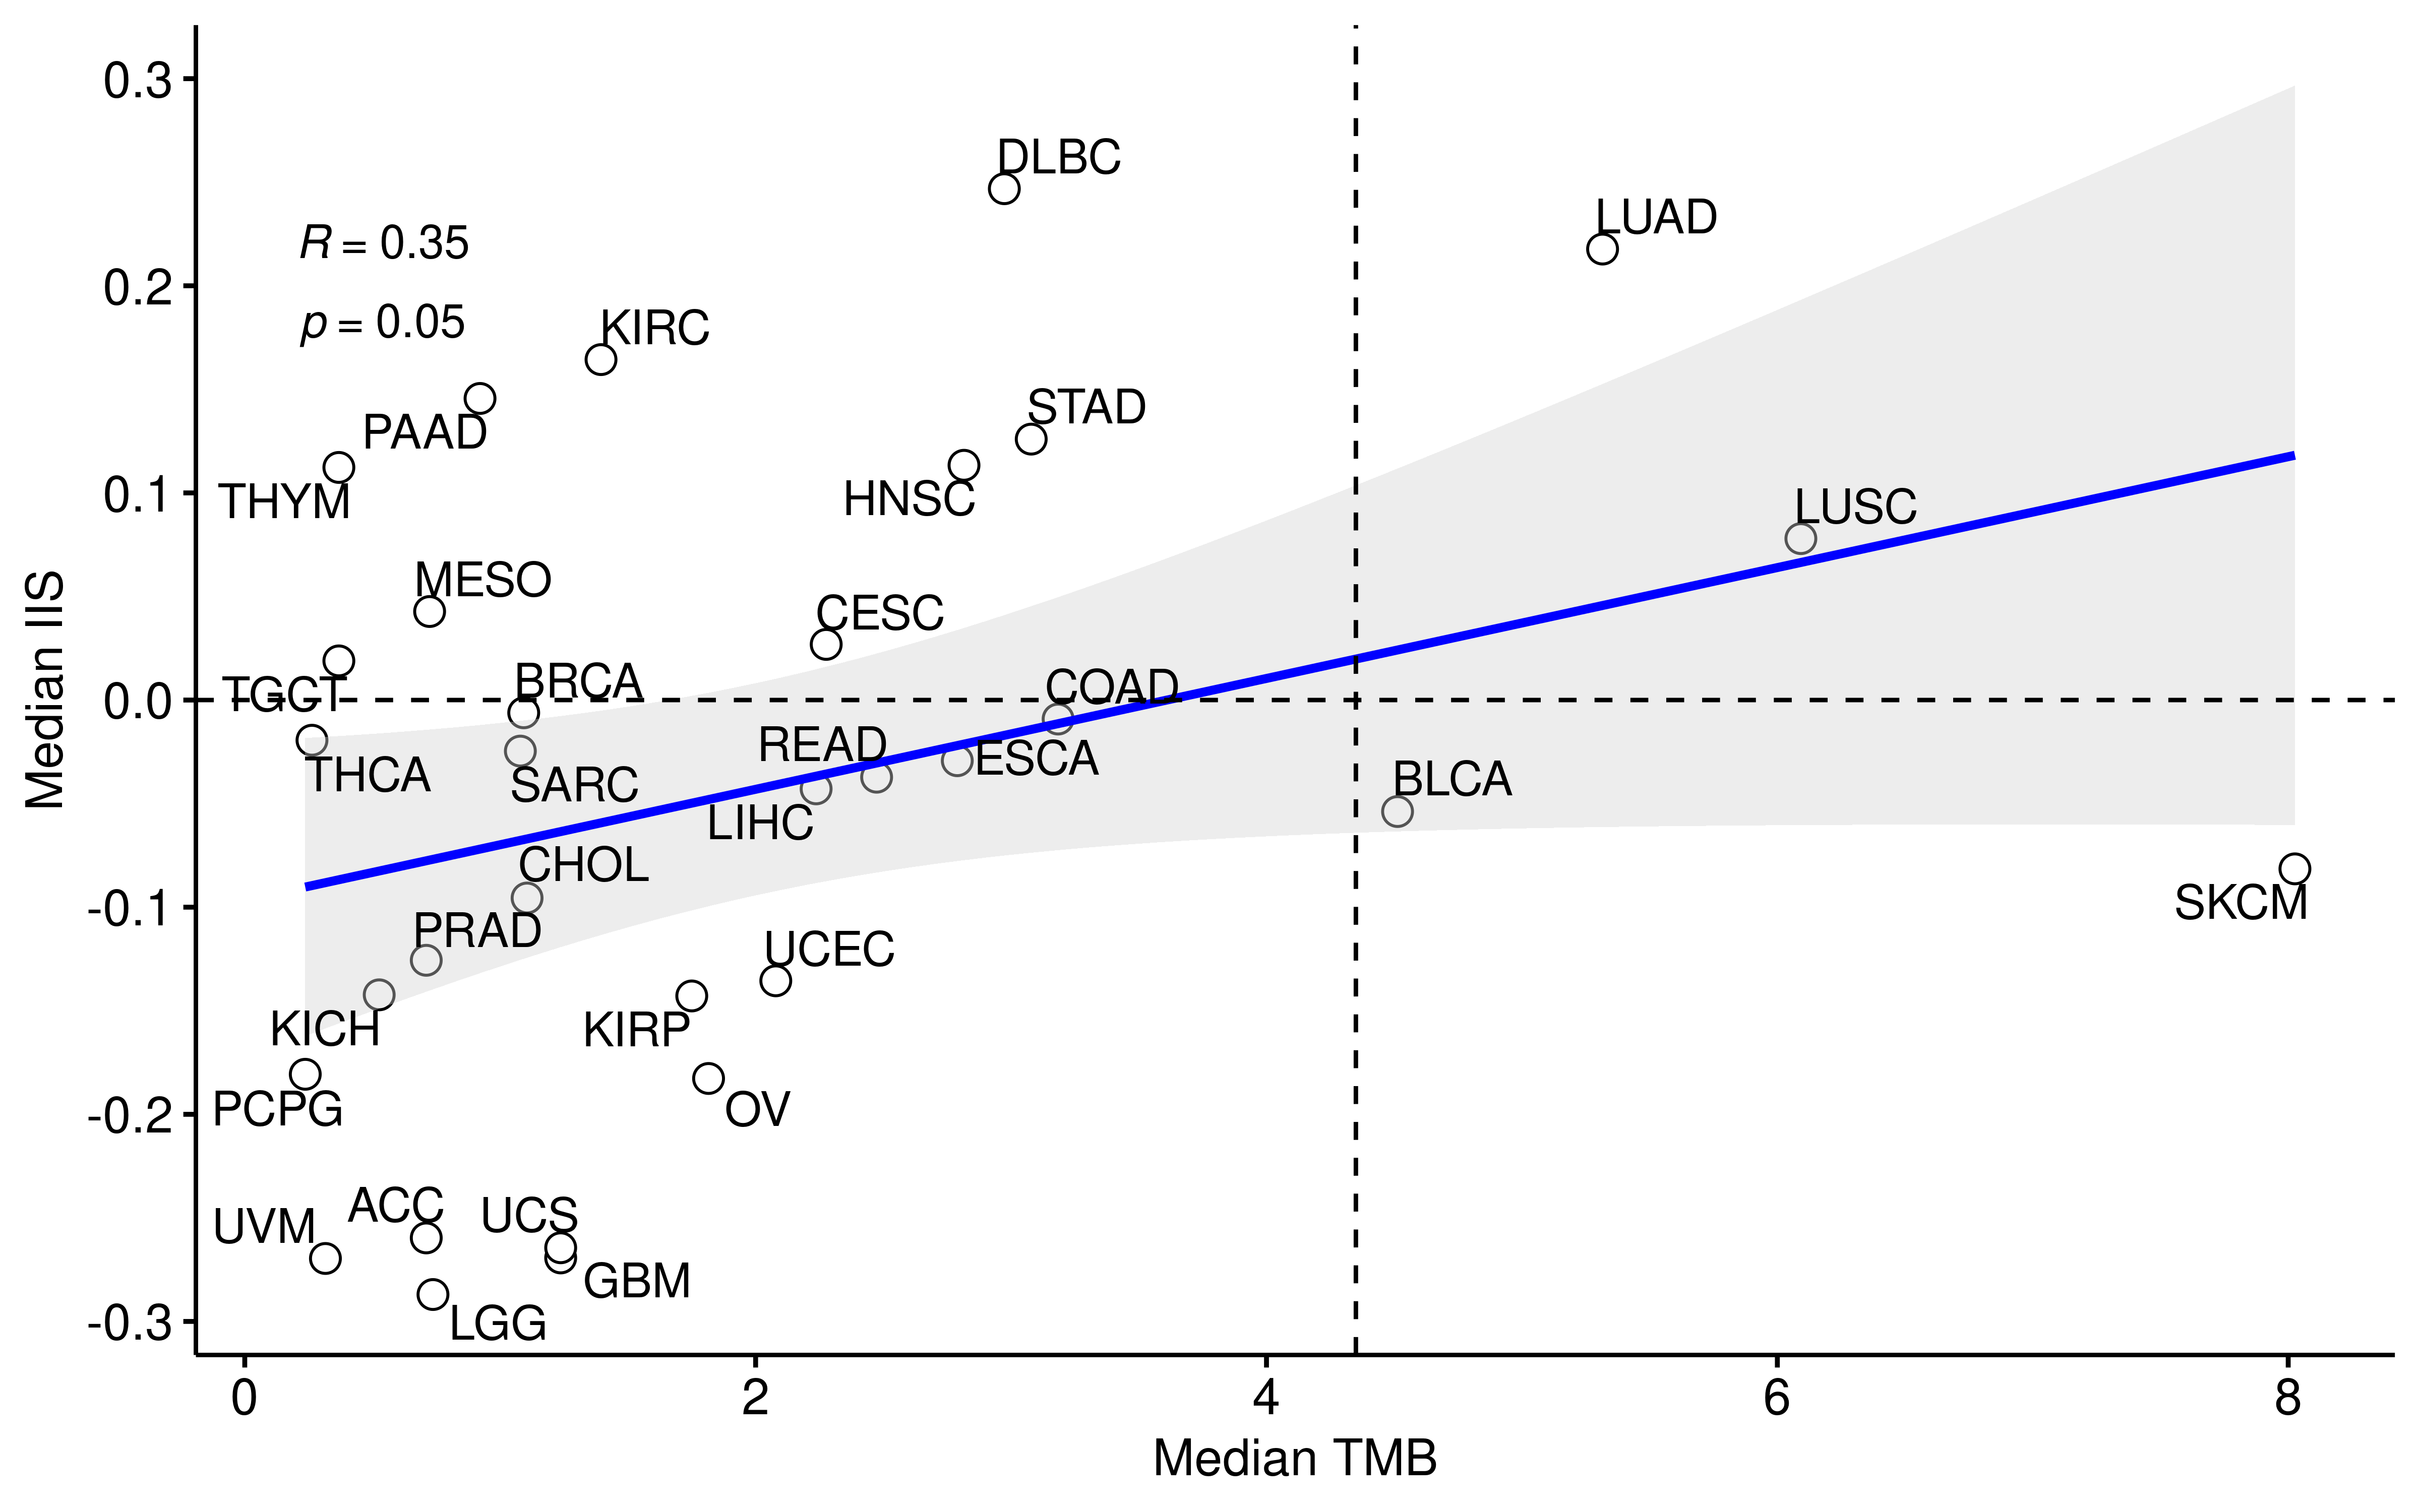 0.3
DLBC
LUAD
R = 0.35
0.2
p = 0.05
KIRC
STAD
PAAD
0.1
THYM
HNSC
LUSC
MESO
CESC
BRCA
TGCT
COAD
0.0
Median IIS
READ
ESCA
THCA
SARC
BLCA
LIHC
CHOL
-0.1
SKCM
PRAD
UCEC
KICH
KIRP
PCPG
-0.2
OV
ACC
UCS
UVM
GBM
LGG
-0.3
0 2 4 6 8
Median TMB